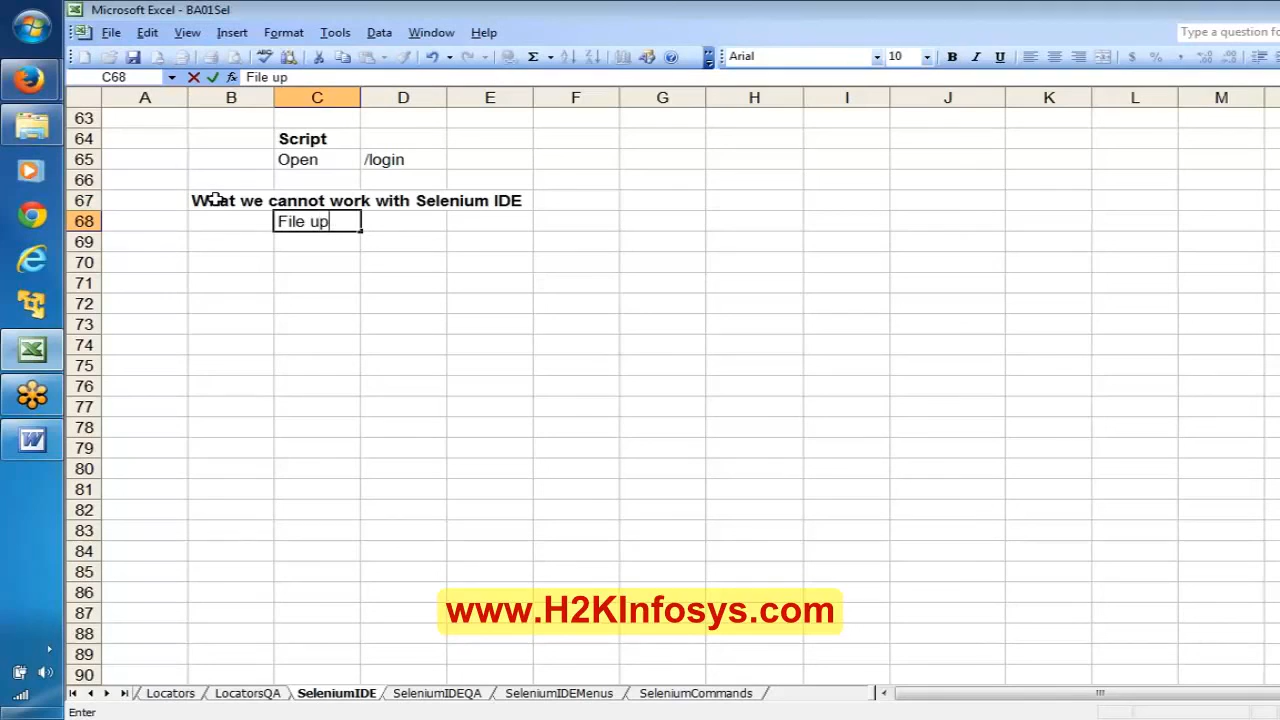 Microsoft Excel - BA01Sel
File Edit View Insert Format Tools Data Window Help
Type a question fo
Arial 10 B I U $ %
C68 fx File up
A B C D E F G H I J K L M
63
64 Script
65 Open /login
66
67 What we cannot work with Selenium IDE
68 File up
69
70
71
72
73
74
75
76
77
78
79
80
81
82
83
84
85
86
www.H2KInfosys.com
87
88
89
90
Locators LocatorsQA SeleniumIDE SeleniumIDEQA SeleniumIDEMenus SeleniumCommands
Enter